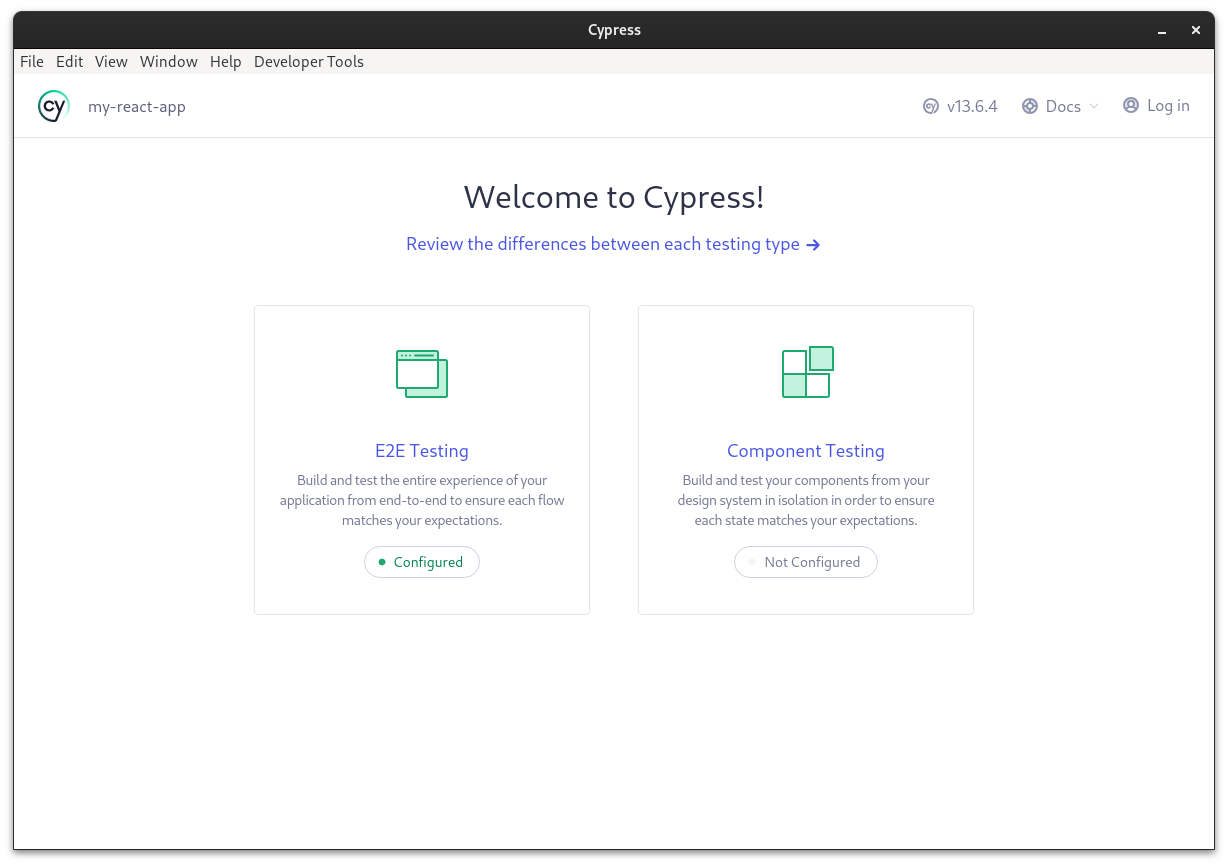 Cypress
File Edit View Window Help Developer Tools
cy my-react-app cy v13.6.4 Docs Log in
Welcome to Cypress!
Review the differences between each testing type →
E2E Testing
Build and test the entire experience of your
application from end-to-end to ensure each flow
matches your expectations.
Configured
Component Testing
Build and test your components from your
design system in isolation in order to ensure
each state matches your expectations.
Not Configured